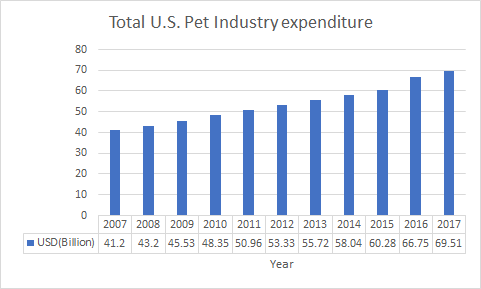 Total U.S. Pet Industry expenditure
80
70
60
50
40
30
20
10
0
2007 2008 2009 2010 2011 2012 2013 2014 2015 2016 2017
USD(Billion) 41.2 43.2 45.53 48.35 50.96 53.33 55.72 58.04 60.28 66.75 69.51
Year